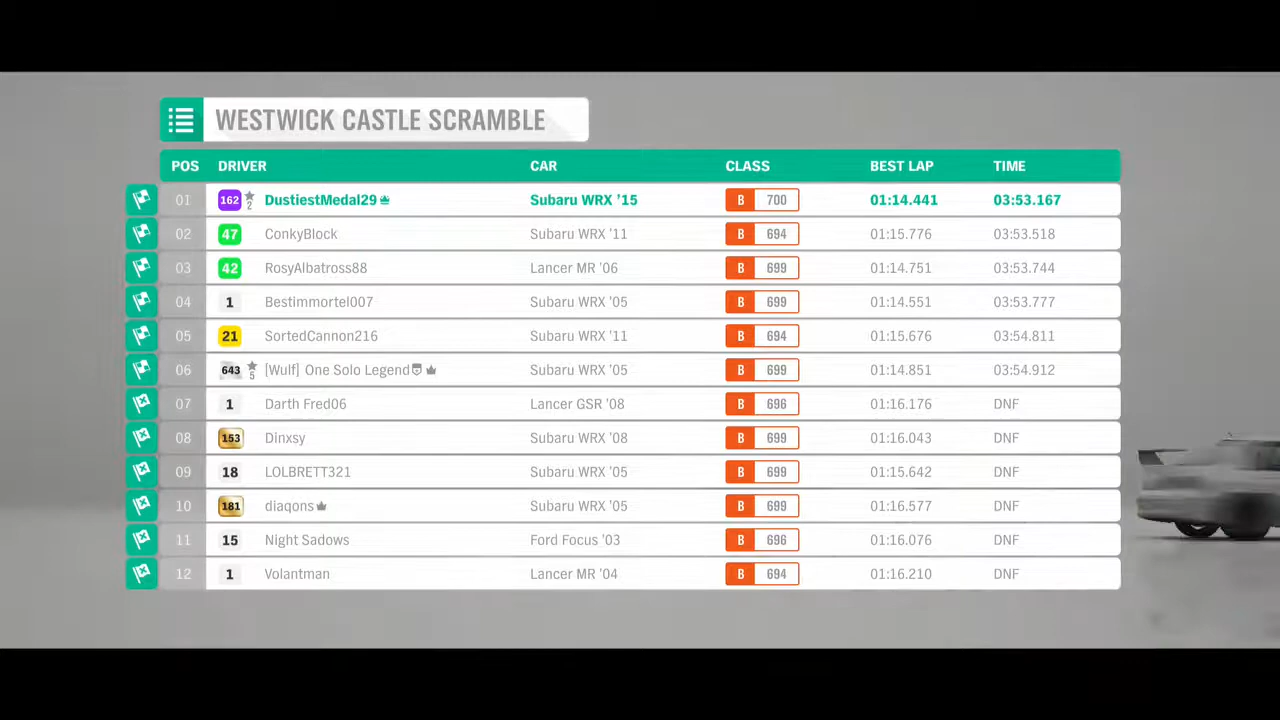 WESTWICK CASTLE SCRAMBLE
POS DRIVER CAR CLASS BEST LAP TIME
01 162 2 DustiestMedal29 Subaru WRX '15 B 700 01:14.441 03:53.167
02 47 ConkyBlock Subaru WRX '11 B 694 01:15.776 03:53.518
03 42 RosyAlbatross88 Lancer MR '06 B 699 01:14.751 03:53.744
04 1 Bestimmortel007 Subaru WRX '05 B 699 01:14.551 03:53.777
05 21 SortedCannon216 Subaru WRX '11 B 694 01:15.676 03:54.811
06 643 5 [Wulf] One Solo Legend Subaru WRX '05 B 699 01:14.851 03:54.912
07 1 Darth Fred06 Lancer GSR '08 B 696 01:16.176 DNF
08 153 Dinxsy Subaru WRX '08 B 699 01:16.043 DNF
09 18 LOLBRETT321 Subaru WRX '05 B 699 01:15.642 DNF
10 181 diaqons Subaru WRX '05 B 699 01:16.577 DNF
11 15 Night Sadows Ford Focus '03 B 696 01:16.076 DNF
12 1 Volantman Lancer MR '04 B 694 01:16.210 DNF